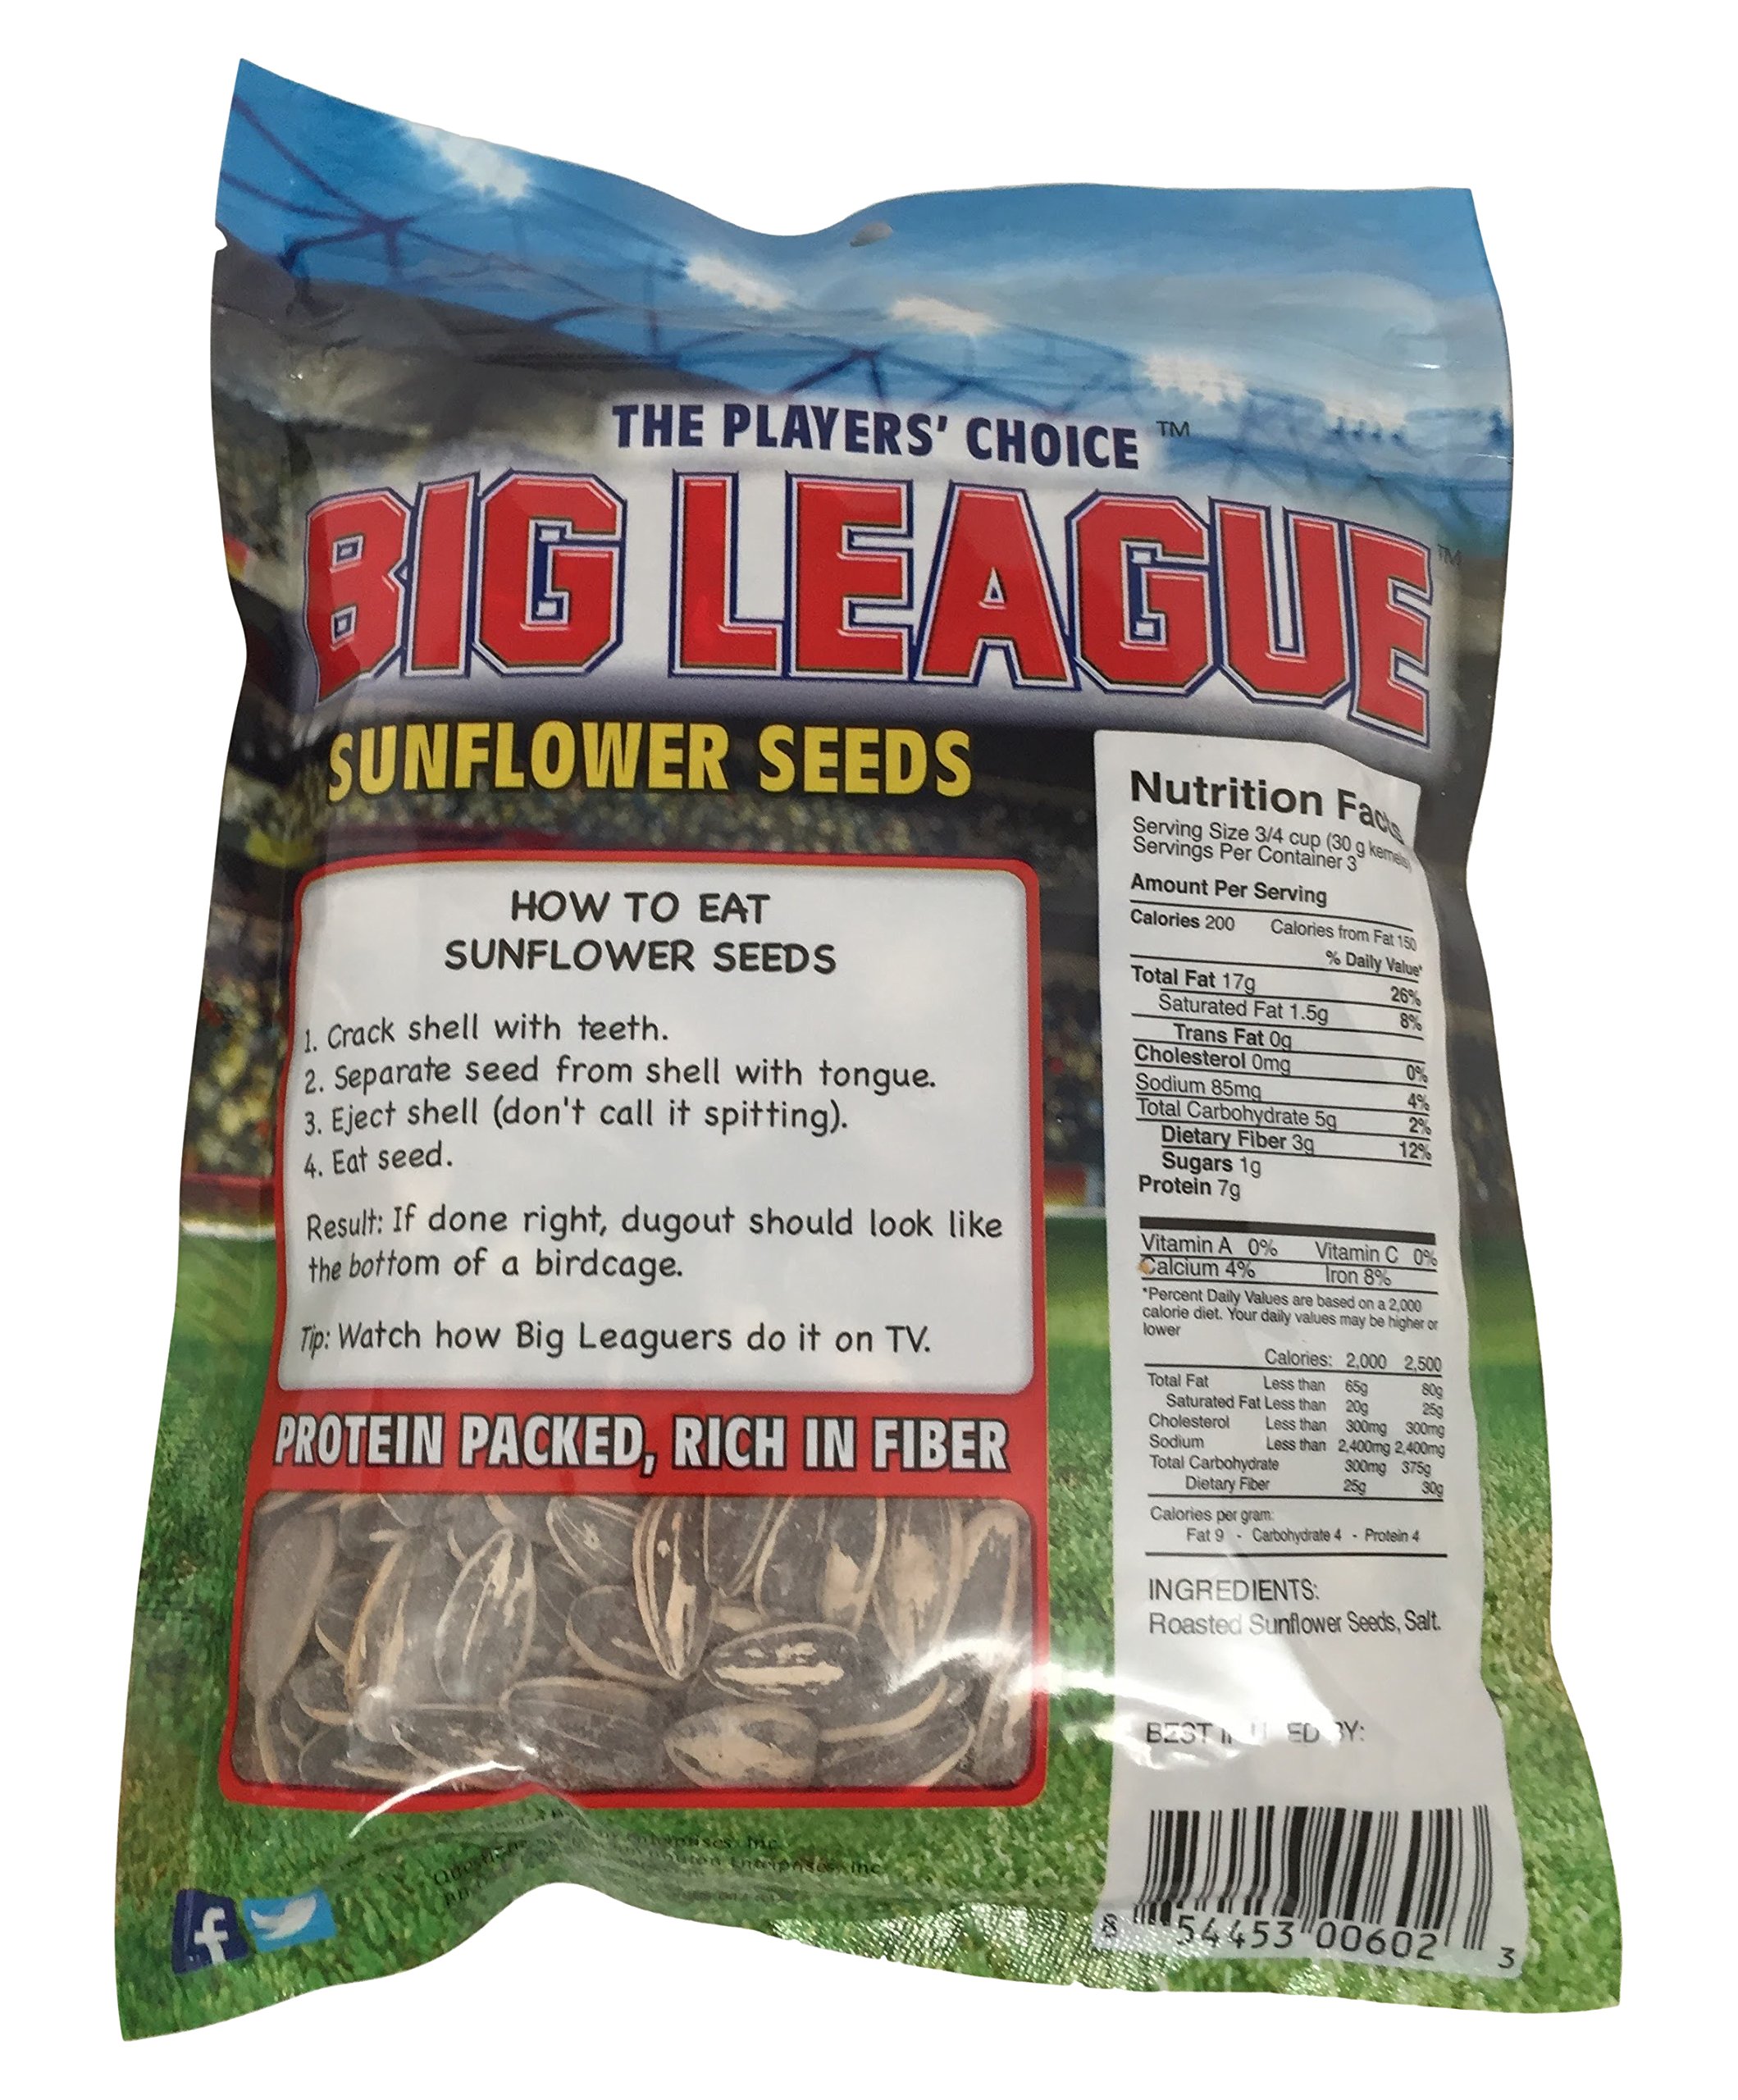 THE PLAYERS' CHOICE ™
BIG LEAGUE ™
SUNFLOWER SEEDS
HOW TO EAT
SUNFLOWER SEEDS
1. Crack shell with teeth.
2. Separate seed from shell with tongue.
3. Eject shell (don't call it spitting).
4. Eat seed.
Result: If done right, dugout should look like
the bottom of a birdcage.
Tip: Watch how Big Leaguers do it on TV.
PROTEIN PACKED, RICH IN FIBER
Enterprises, Inc
f
Nutrition Facts
Serving Size 3/4 cup (30 g kernels)
Servings Per Container 3
Amount Per Serving
Calories 200 Calories from Fat 150
% Daily Value*
Total Fat 17g 26%
Saturated Fat 1.5g 8%
Trans Fat 0g
Cholesterol 0mg 0%
Sodium 85mg 4%
Total Carbohydrate 5g 2%
Dietary Fiber 3g 12%
Sugars 1g
Protein 7g
Vitamin A 0% Vitamin C 0%
Calcium 4% Iron 8%
*Percent Daily Values are based on a 2,000
calorie diet. Your daily values may be higher or
lower
Calories: 2,000 2,500
Total Fat Less than 65g 80g
Saturated Fat Less than 20g 25g
Cholesterol Less than 300mg 300mg
Sodium Less than 2,400mg 2,400mg
Total Carbohydrate 300mg 375g
Dietary Fiber 25g 30g
Calories per gram:
Fat 9 - Carbohydrate 4 - Protein 4
INGREDIENTS:
Roasted Sunflower Seeds, Salt.
BEST BY:
8 54453 00602 3